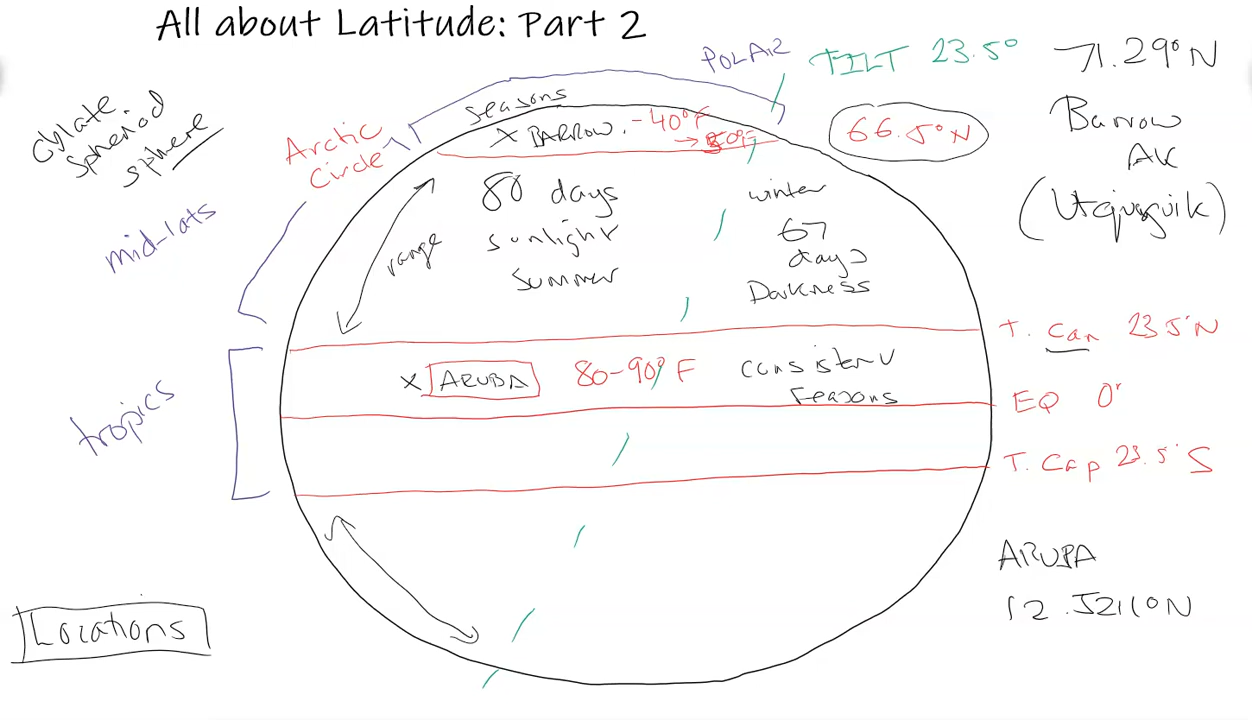 All about Latitude: Part 2
POLAR
TILT 23.5°
71.29°N
Oblate
Spheriod
sphere
Arctic
Circle
Seasons
X BARROW. -40°F
66.5°N
Barrow
AK
mid-lats
range
80 days
sunlight
summer
winter
67
days
Darkness
T. Can 23.5°N
X ARUBA 80-90° F
consistent
Seasons
tropics
EQ 0°
T. Cap 23.5° S
ARUBA
12.5211°N
Locations